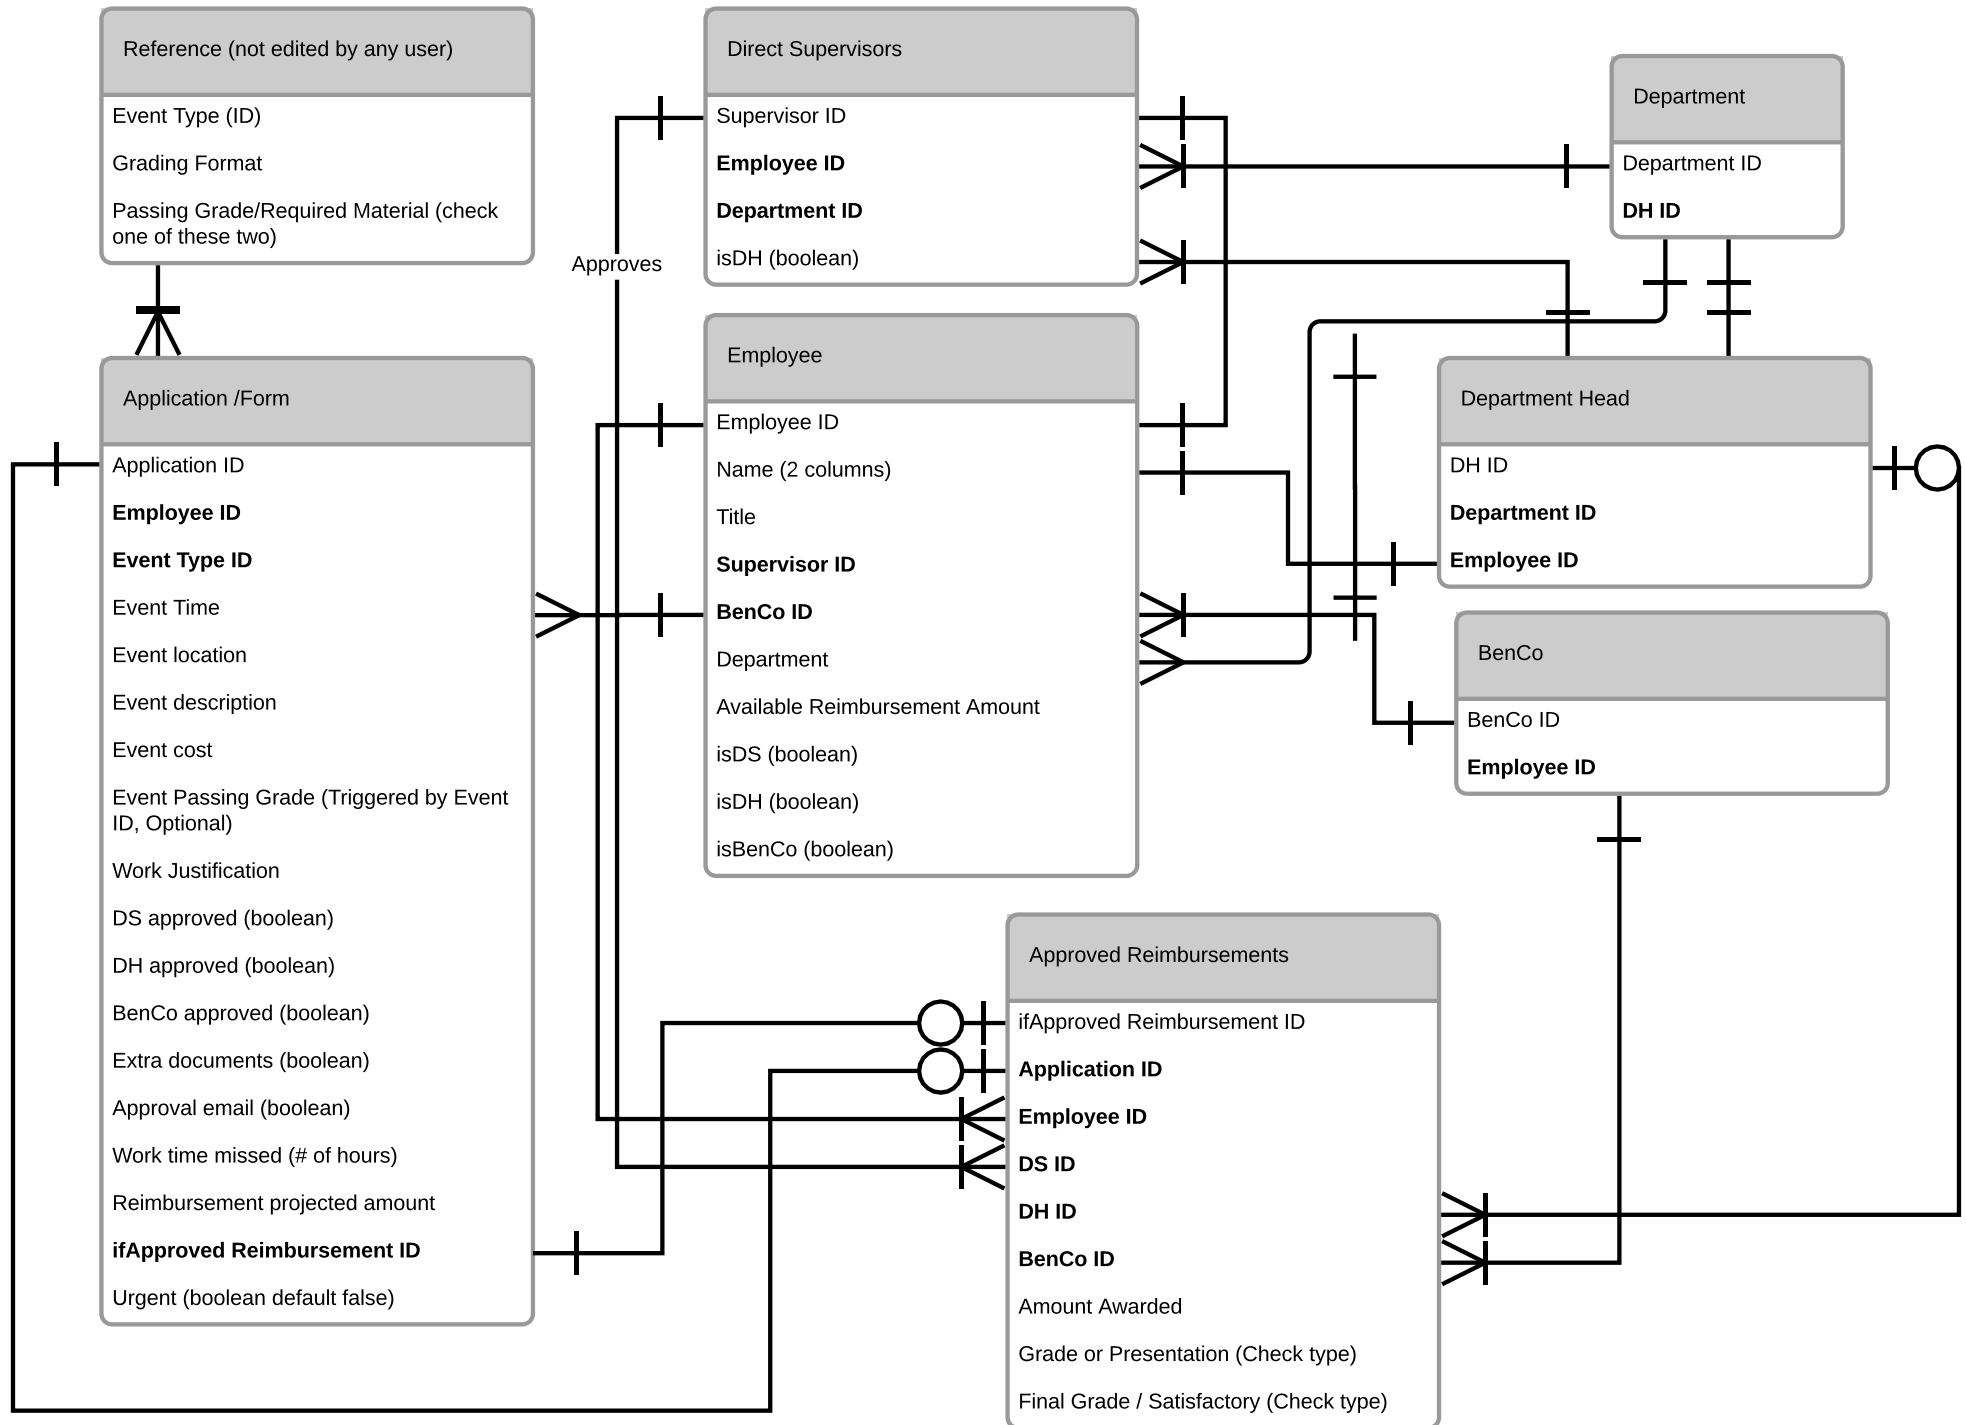 Reference (not edited by any user)
Event Type (ID)
Grading Format
Passing Grade/Required Material (check
one of these two)
Application /Form
Application ID
Employee ID
Event Type ID
Event Time
Event location
Event description
Event cost
Event Passing Grade (Triggered by Event
ID, Optional)
Work Justification
DS approved (boolean)
DH approved (boolean)
BenCo approved (boolean)
Extra documents (boolean)
Approval email (boolean)
Work time missed (# of hours)
Reimbursement projected amount
ifApproved Reimbursement ID
Urgent (boolean default false)
Approves
Direct Supervisors
Supervisor ID
Employee ID
Department ID
isDH (boolean)
Employee
Employee ID
Name (2 columns)
Title
Supervisor ID
BenCo ID
Department
Available Reimbursement Amount
isDS (boolean)
isDH (boolean)
isBenCo (boolean)
Department
Department ID
DH ID
Department Head
DH ID
Department ID
Employee ID
BenCo
BenCo ID
Employee ID
Approved Reimbursements
ifApproved Reimbursement ID
Application ID
Employee ID
DS ID
DH ID
BenCo ID
Amount Awarded
Grade or Presentation (Check type)
Final Grade / Satisfactory (Check type)